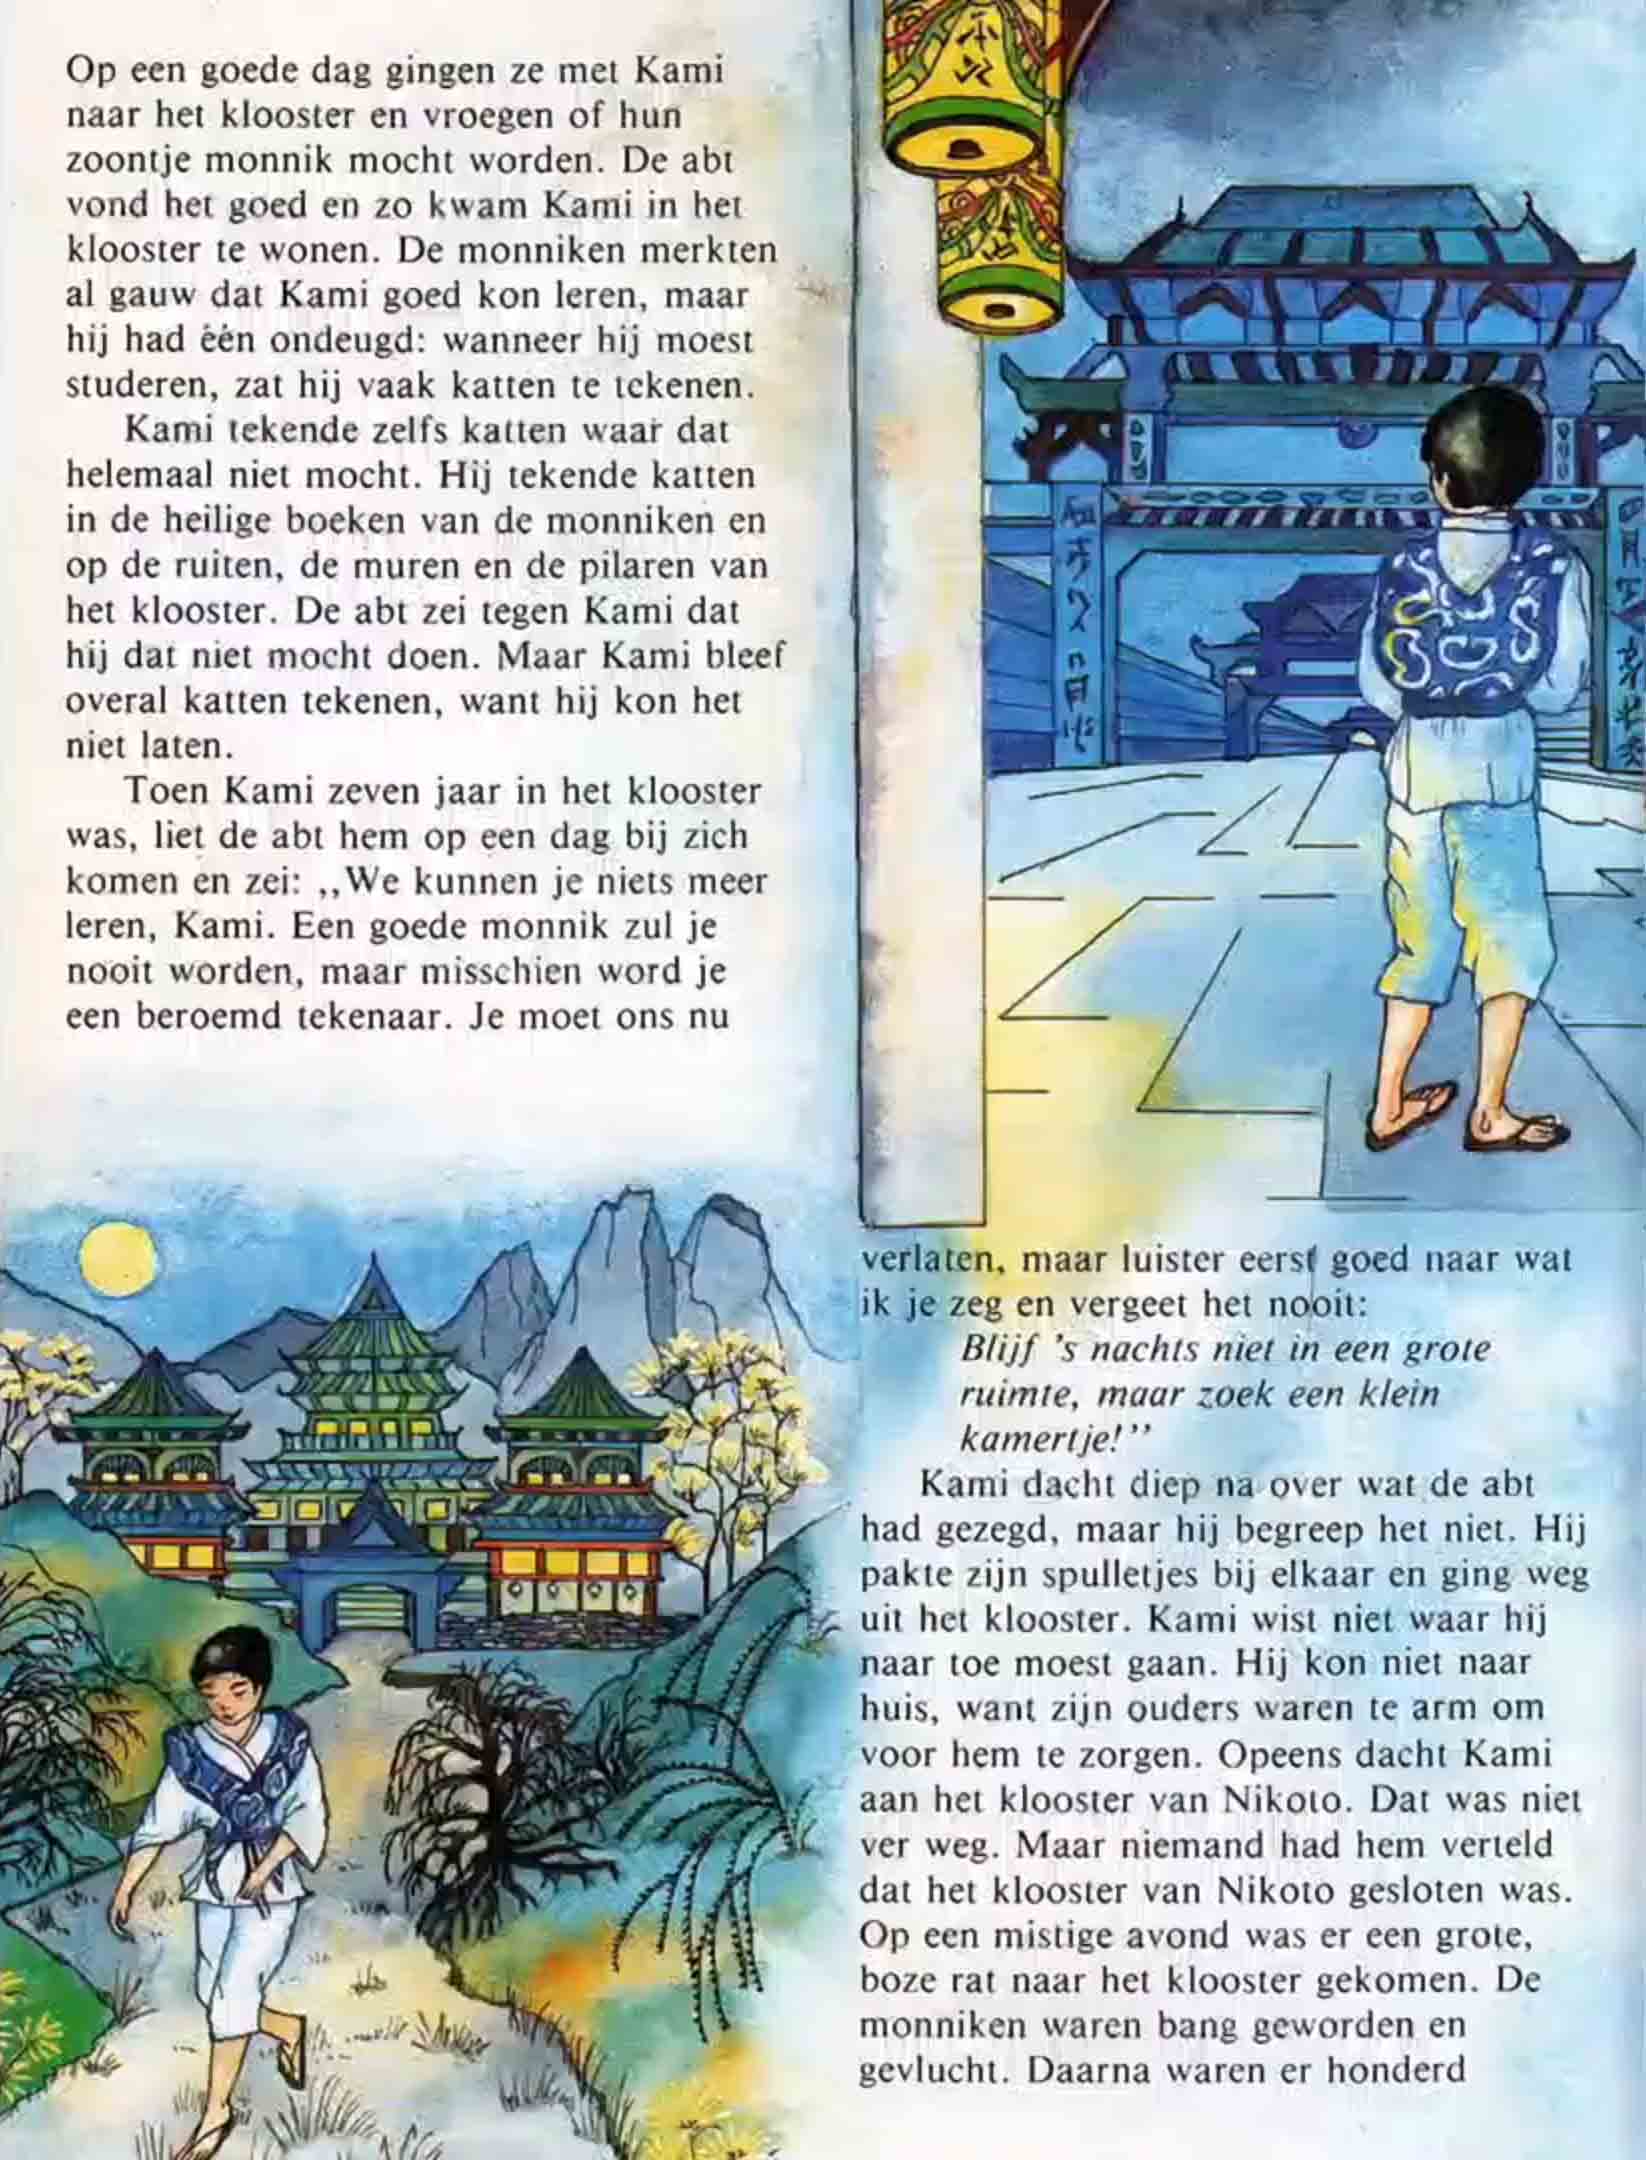 Op een goede dag gingen ze met Kami
naar het klooster en vroegen of hun
zoontje monnik mocht worden. De abt
vond het goed en zo kwam Kami in het
klooster te wonen. De monniken merkten
al gauw dat Kami goed kon leren, maar
hij had één ondeugd: wanneer hij moest
studeren, zat hij vaak katten te tekenen.
Kami tekende zelfs katten waar dat
helemaal niet mocht. Hij tekende katten
in de heilige boeken van de monniken en
op de ruiten, de muren en de pilaren van
het klooster. De abt zei tegen Kami dat
hij dat niet mocht doen. Maar Kami bleef
overal katten tekenen, want hij kon het
niet laten.
Toen Kami zeven jaar in het klooster
was, liet de abt hem op een dag bij zich
komen en zei: ,,We kunnen je niets meer
leren, Kami. Een goede monnik zul je
nooit worden, maar misschien word je
een beroemd tekenaar. Je moet ons nu
verlaten, maar luister eerst goed naar wat
ik je zeg en vergeet het nooit:
Blijf 's nachts niet in een grote
ruimte, maar zoek een klein
kamertje!''
Kami dacht diep na over wat de abt
had gezegd, maar hij begreep het niet. Hij
pakte zijn spulletjes bij elkaar en ging weg
uit het klooster. Kami wist niet waar hij
naar toe moest gaan. Hij kon niet naar
huis, want zijn ouders waren te arm om
voor hem te zorgen. Opeens dacht Kami
aan het klooster van Nikoto. Dat was niet
ver weg. Maar niemand had hem verteld
dat het klooster van Nikoto gesloten was.
Op een mistige avond was er een grote,
boze rat naar het klooster gekomen. De
monniken waren bang geworden en
gevlucht. Daarna waren er honderd